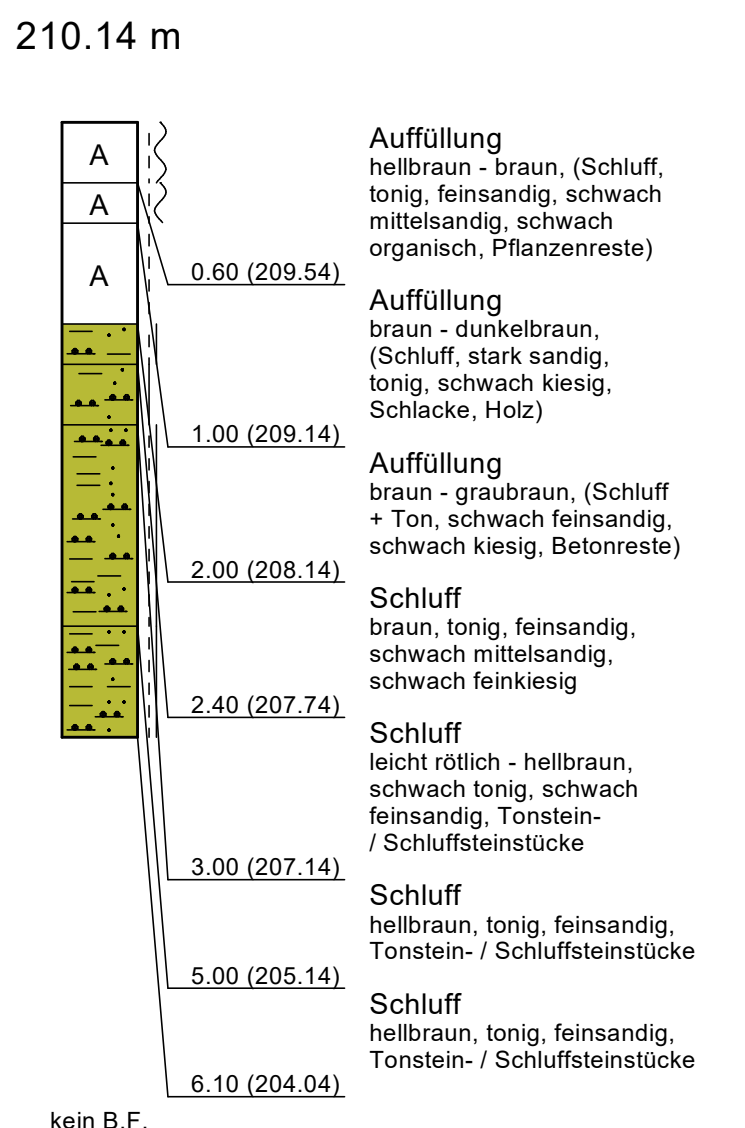 210.14 m
A
A
A
Auffüllung
hellbraun - braun, (Schluff,
tonig, feinsandig, schwach
mittelsandig, schwach
organisch, Pflanzenreste)
0.60 (209.54)
Auffüllung
braun - dunkelbraun,
(Schluff, stark sandig,
tonig, schwach kiesig,
Schlacke, Holz)
1.00 (209.14)
Auffüllung
braun - graubraun, (Schluff
+ Ton, schwach feinsandig,
schwach kiesig, Betonreste)
2.00 (208.14)
Schluff
braun, tonig, feinsandig,
schwach mittelsandig,
schwach feinkiesig
2.40 (207.74)
Schluff
leicht rötlich - hellbraun,
schwach tonig, schwach
feinsandig, Tonstein-
/ Schluffsteinstücke
3.00 (207.14)
Schluff
hellbraun, tonig, feinsandig,
Tonstein- / Schluffsteinstücke
5.00 (205.14)
Schluff
hellbraun, tonig, feinsandig,
Tonstein- / Schluffsteinstücke
6.10 (204.04)
kein B.F.